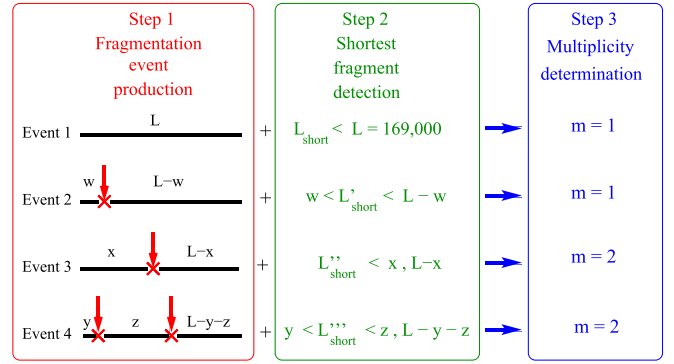 Step 1
Fragmentation
event
production
Step 2
Shortest
fragment
detection
Step 3
Multiplicity
determination
L
Event 1
+
L_short < L = 169,000
m = 1
w
L−w
Event 2
+
w < L'_short < L − w
m = 1
x
L−x
Event 3
+
L''_short < x , L−x
m = 2
y
z
L−y−z
Event 4
+
y < L'''_short < z , L − y − z
m = 2